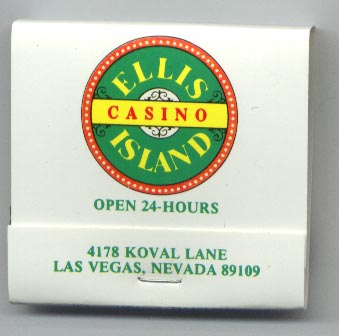 ELLIS
CASINO
ISLAND
OPEN 24-HOURS
4178 KOVAL LANE
LAS VEGAS, NEVADA 89109